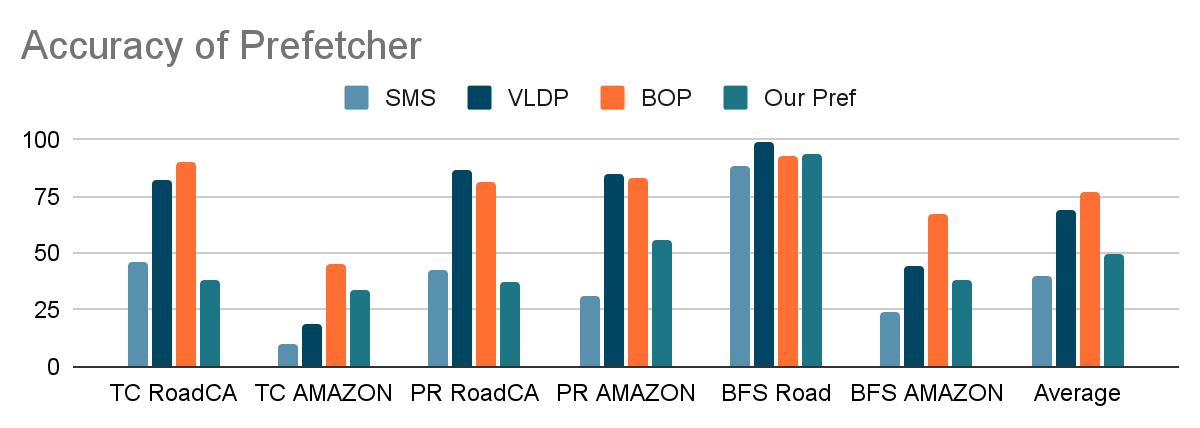 Accuracy of Prefetcher
SMS VLDP BOP Our Pref
100
75
50
25
0
TC RoadCA TC AMAZON PR RoadCA PR AMAZON BFS Road BFS AMAZON Average